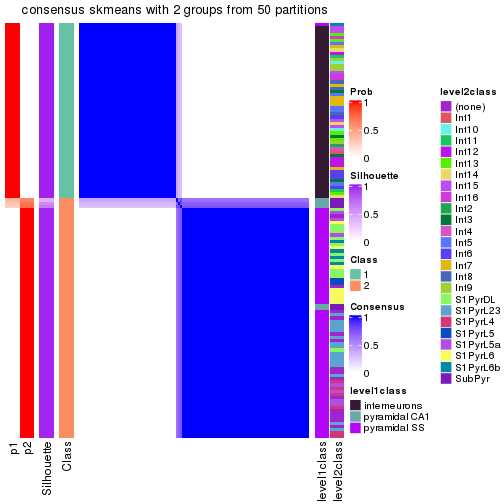 consensus skmeans with 2 groups from 50 partitions
p1
p2
Silhouette
Class
level1class
level2class
Prob
1
0.5
0
Silhouette
1
0.5
0
Class
1
2
Consensus
1
0.5
0
level1class
interneurons
pyramidal CA1
pyramidal SS
level2class
(none)
Int1
Int10
Int11
Int12
Int13
Int14
Int15
Int16
Int2
Int3
Int4
Int5
Int6
Int7
Int8
Int9
S1PyrDL
S1PyrL23
S1PyrL4
S1PyrL5
S1PyrL5a
S1PyrL6
S1PyrL6b
SubPyr